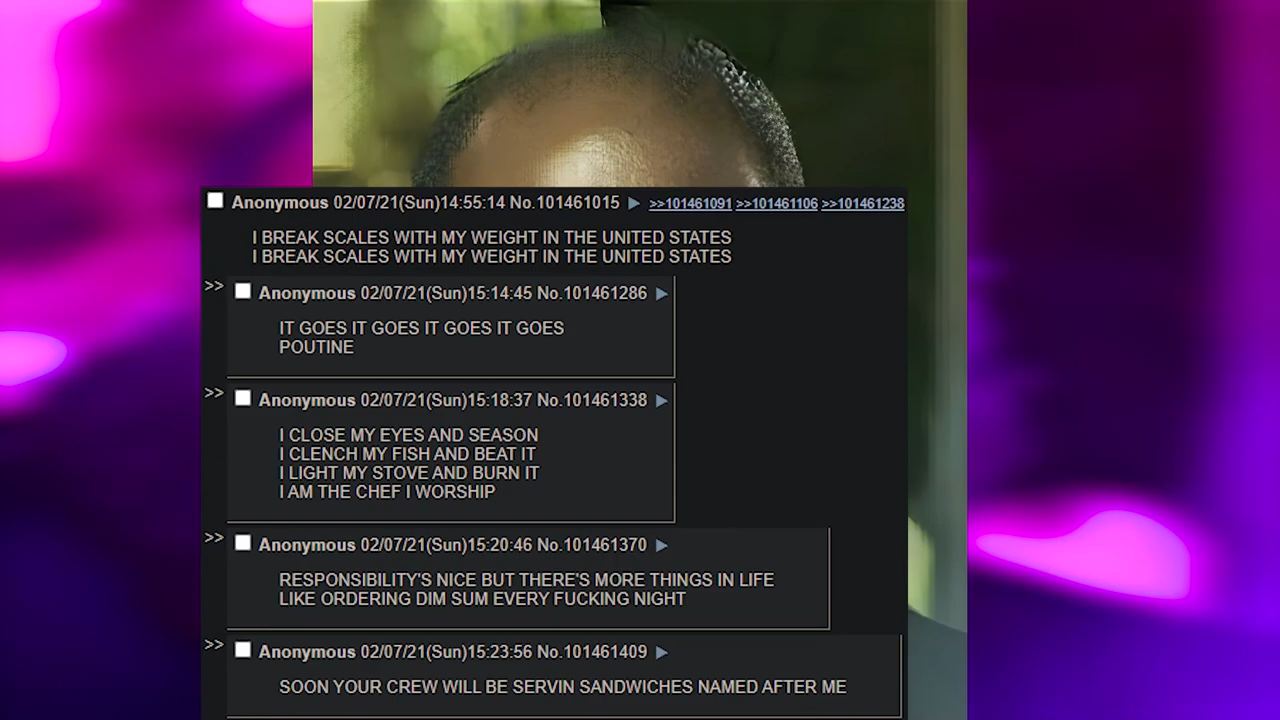 Anonymous 02/07/21(Sun)14:55:14 No.101461015 ▶ >>101461091 >>101461106 >>101461238
I BREAK SCALES WITH MY WEIGHT IN THE UNITED STATES
I BREAK SCALES WITH MY WEIGHT IN THE UNITED STATES
>> Anonymous 02/07/21(Sun)15:14:45 No.101461286 ▶
IT GOES IT GOES IT GOES IT GOES
POUTINE
>> Anonymous 02/07/21(Sun)15:18:37 No.101461338 ▶
I CLOSE MY EYES AND SEASON
I CLENCH MY FISH AND BEAT IT
I LIGHT MY STOVE AND BURN IT
I AM THE CHEF I WORSHIP
>> Anonymous 02/07/21(Sun)15:20:46 No.101461370 ▶
RESPONSIBILITY'S NICE BUT THERE'S MORE THINGS IN LIFE
LIKE ORDERING DIM SUM EVERY FUCKING NIGHT
>> Anonymous 02/07/21(Sun)15:23:56 No.101461409 ▶
SOON YOUR CREW WILL BE SERVIN SANDWICHES NAMED AFTER ME